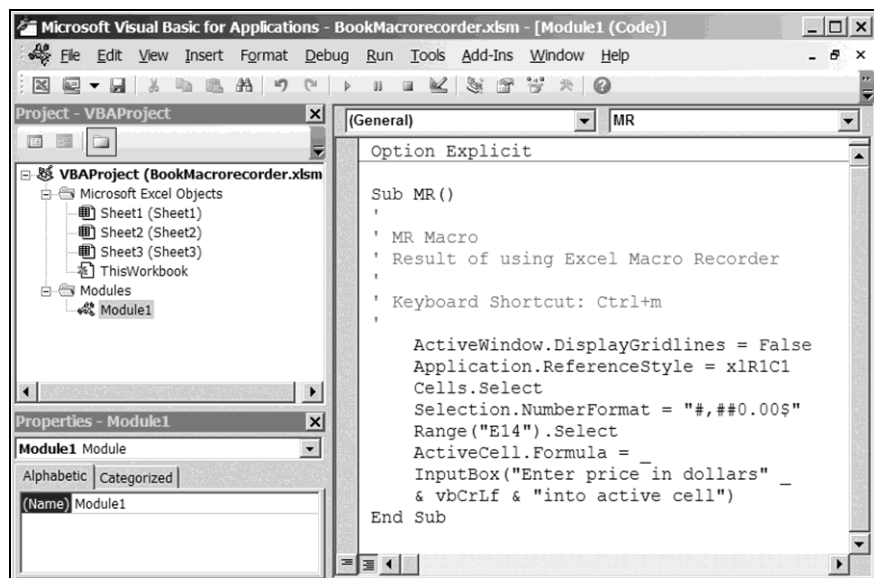 Microsoft Visual Basic for Applications - BookMacrorecorder.xlsm - [Module1 (Code)]
File Edit View Insert Format Debug Run Tools Add-Ins Window Help
Project - VBAProject
VBAProject (BookMacrorecorder.xlsm
Microsoft Excel Objects
Sheet1 (Sheet1)
Sheet2 (Sheet2)
Sheet3 (Sheet3)
ThisWorkbook
Modules
Module1
Properties - Module1
Module1 Module
Alphabetic Categorized
(Name) Module1
(General) MR
Option Explicit
Sub MR()
'
' MR Macro
' Result of using Excel Macro Recorder
'
' Keyboard Shortcut: Ctrl+m
'
ActiveWindow.DisplayGridlines = False
Application.ReferenceStyle = xlR1C1
Cells.Select
Selection.NumberFormat = "#,##0.00$"
Range("E14").Select
ActiveCell.Formula = _
InputBox("Enter price in dollars" _
& vbCrLf & "into active cell")
End Sub